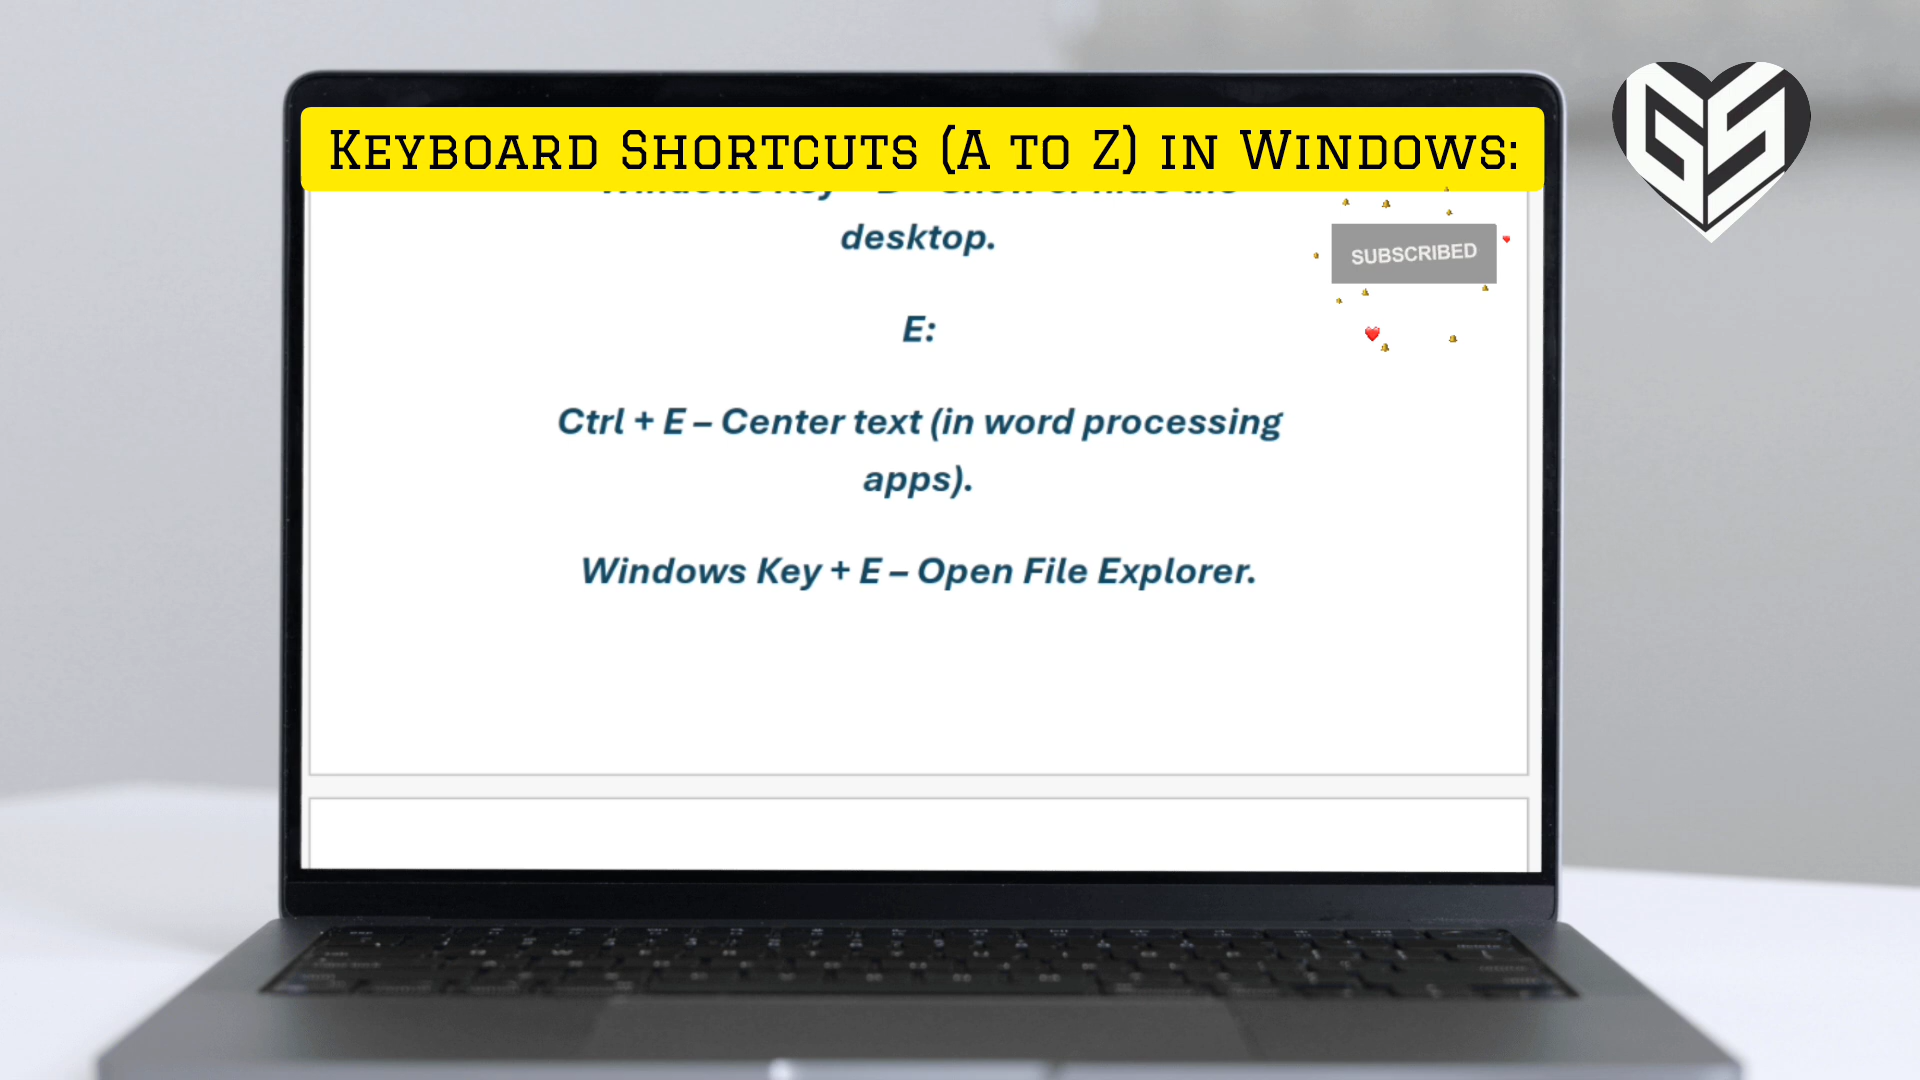 Keyboard Shortcuts (A to Z) in Windows:
desktop.
SUBSCRIBED
E:
Ctrl + E – Center text (in word processing
apps).
Windows Key + E – Open File Explorer.
GS